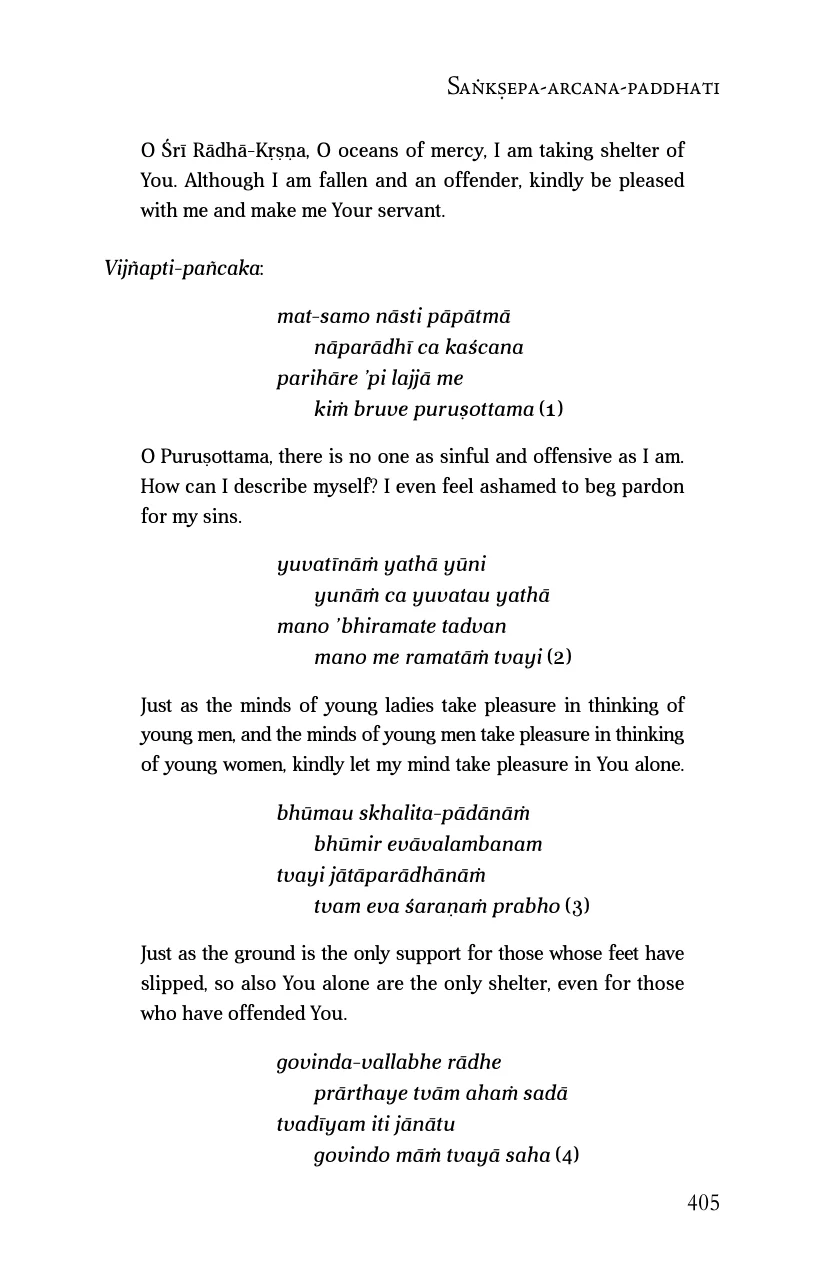 Saṅkṣepa-arcana-paddhati
O Śrī Rādhā-Kṛṣṇa, O oceans of mercy, I am taking shelter of
You. Although I am fallen and an offender, kindly be pleased
with me and make me Your servant.
Vijñapti-pañcaka:
mat-samo nāsti pāpātmā
nāparādhī ca kaścana
parihāre ’pi lajjā me
kiṁ bruve puruṣottama (1)
O Puruṣottama, there is no one as sinful and offensive as I am.
How can I describe myself? I even feel ashamed to beg pardon
for my sins.
yuvatīnāṁ yathā yūni
yunāṁ ca yuvatau yathā
mano ’bhiramate tadvan
mano me ramatāṁ tvayi (2)
Just as the minds of young ladies take pleasure in thinking of
young men, and the minds of young men take pleasure in thinking
of young women, kindly let my mind take pleasure in You alone.
bhūmau skhalita-pādānāṁ
bhūmir evāvalambanam
tvayi jātāparādhānāṁ
tvam eva śaraṇaṁ prabho (3)
Just as the ground is the only support for those whose feet have
slipped, so also You alone are the only shelter, even for those
who have offended You.
govinda-vallabhe rādhe
prārthaye tvām ahaṁ sadā
tvadīyam iti jānātu
govindo māṁ tvayā saha (4)
405